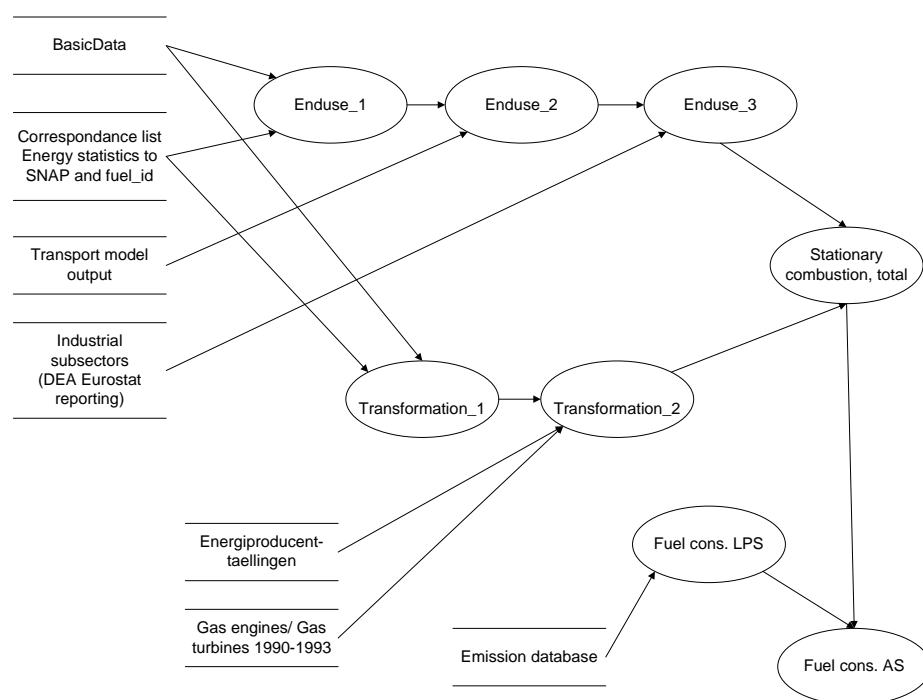 BasicData
Enduse_1
Enduse_2
Enduse_3
Correspondance list
Energy statistics to
SNAP and fuel_id
Transport model
output
Stationary
combustion, total
Industrial
subsectors
(DEA Eurostat
reporting)
Transformation_1
Transformation_2
Energiproducent-
taellingen
Fuel cons. LPS
Gas engines/ Gas
turbines 1990-1993
Emission database
Fuel cons. AS